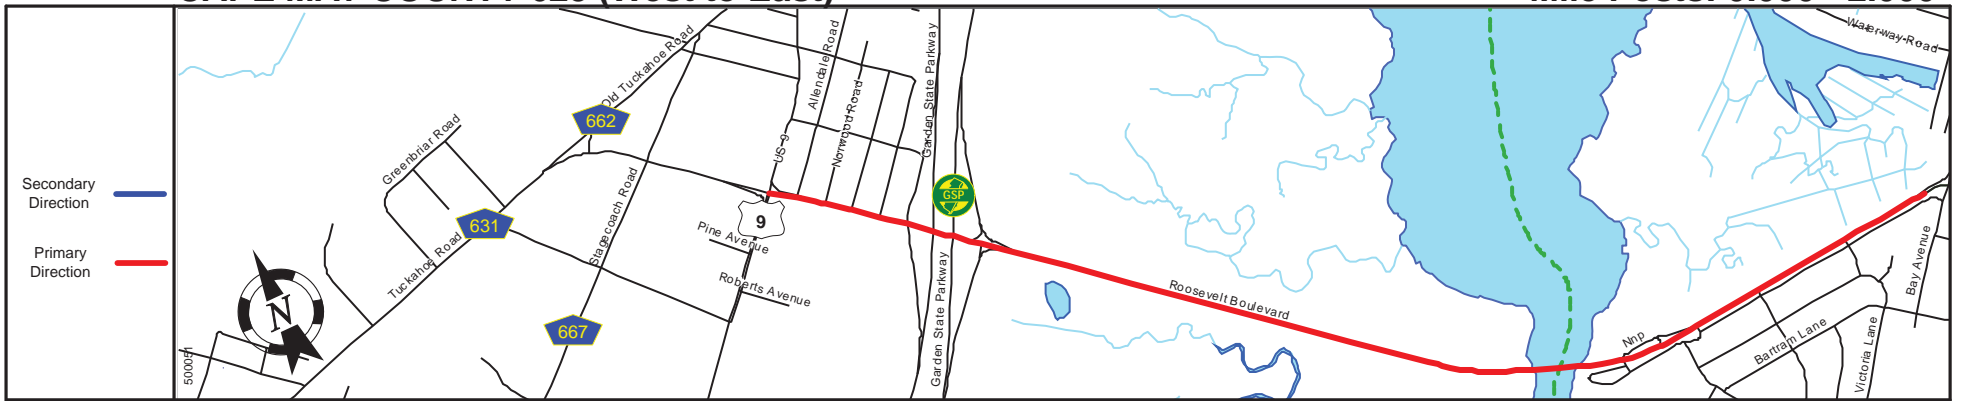 Secondary
Direction
Primary
Direction
Old Tuckahoe Road
Allendale Road
Garden State Parkway
Waterway Road
662
Greenbriar Road
Norwood Road
US 9
GSP
631
Stagecoach Road
9
Pine Avenue
Tuckahoe Road
Roberts Avenue
Roosevelt Boulevard
Bay Avenue
N
667
Garden State Parkway
Nnp
Bartram Lane
Victoria Lane
500051